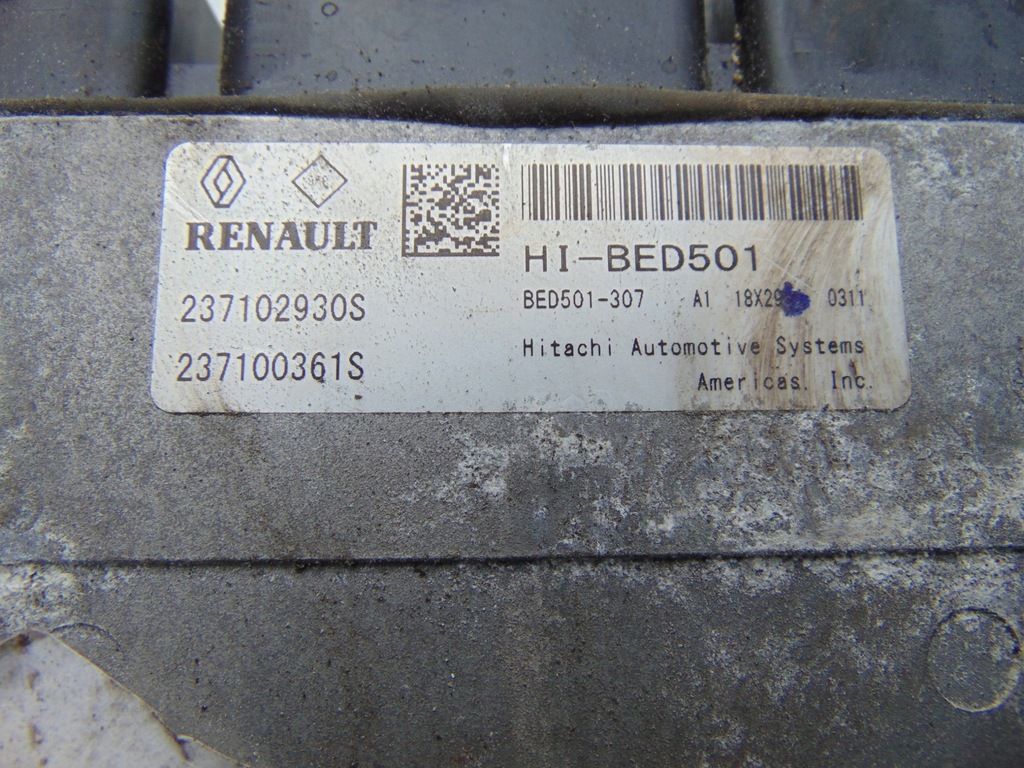 RENAULT
237102930S
237100361S
HI-BED501
BED501-307 A1 0311
Hitachi Automotive Systems
Americas. Inc.